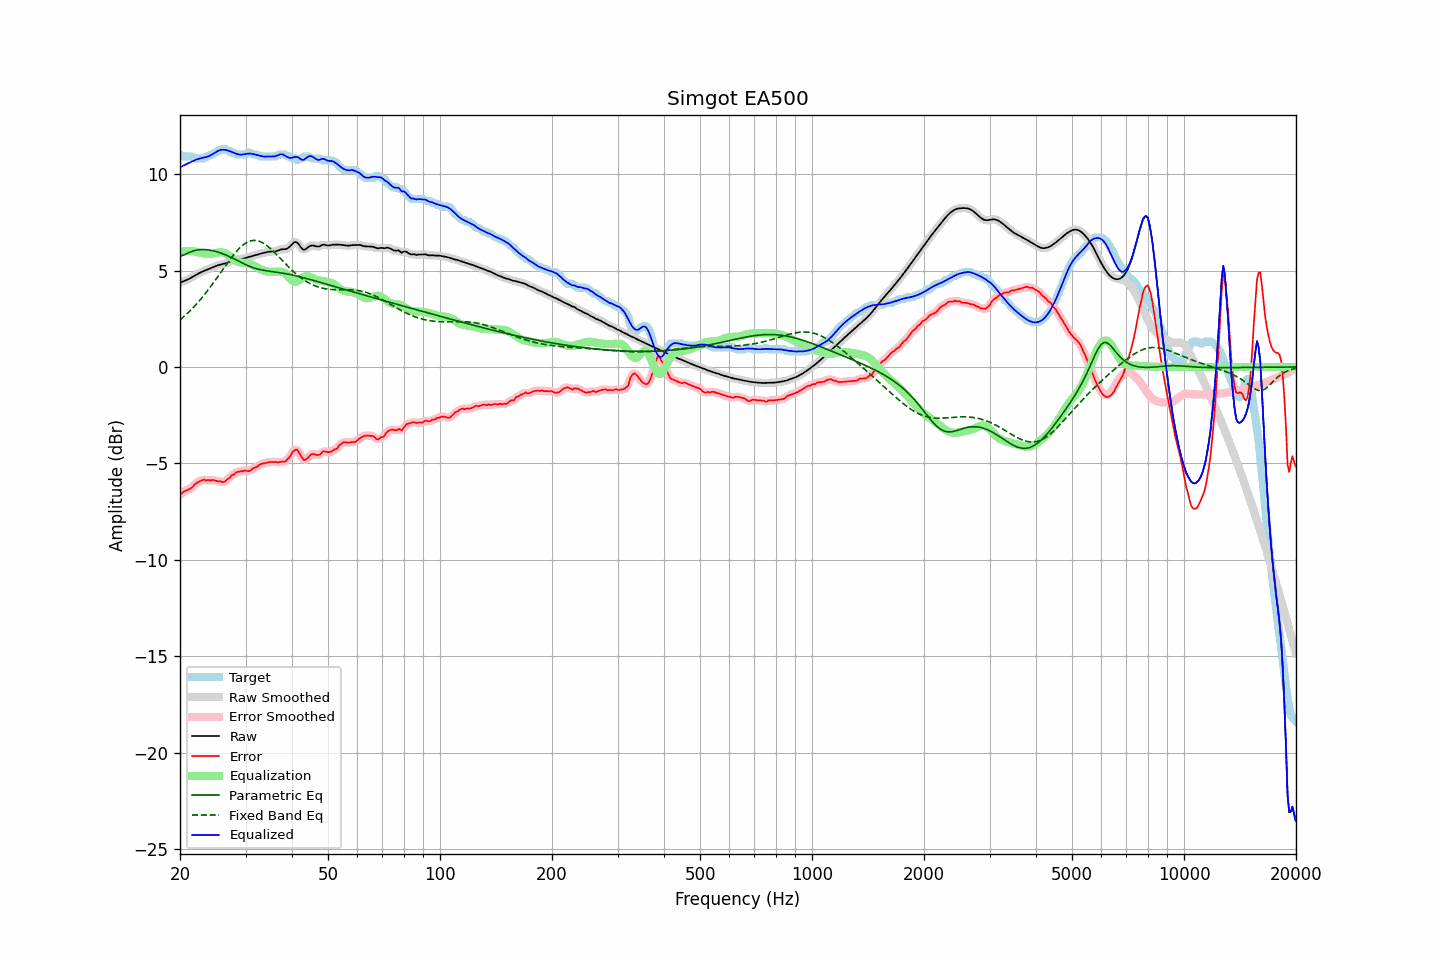 Simgot EA500
10
5
0
−5
−10
−15
−20
−25
Amplitude (dBr)
Target
Raw Smoothed
Error Smoothed
Raw
Error
Equalization
Parametric Eq
Fixed Band Eq
Equalized
20 50 100 200 500 1000 2000 5000 10000 20000
Frequency (Hz)